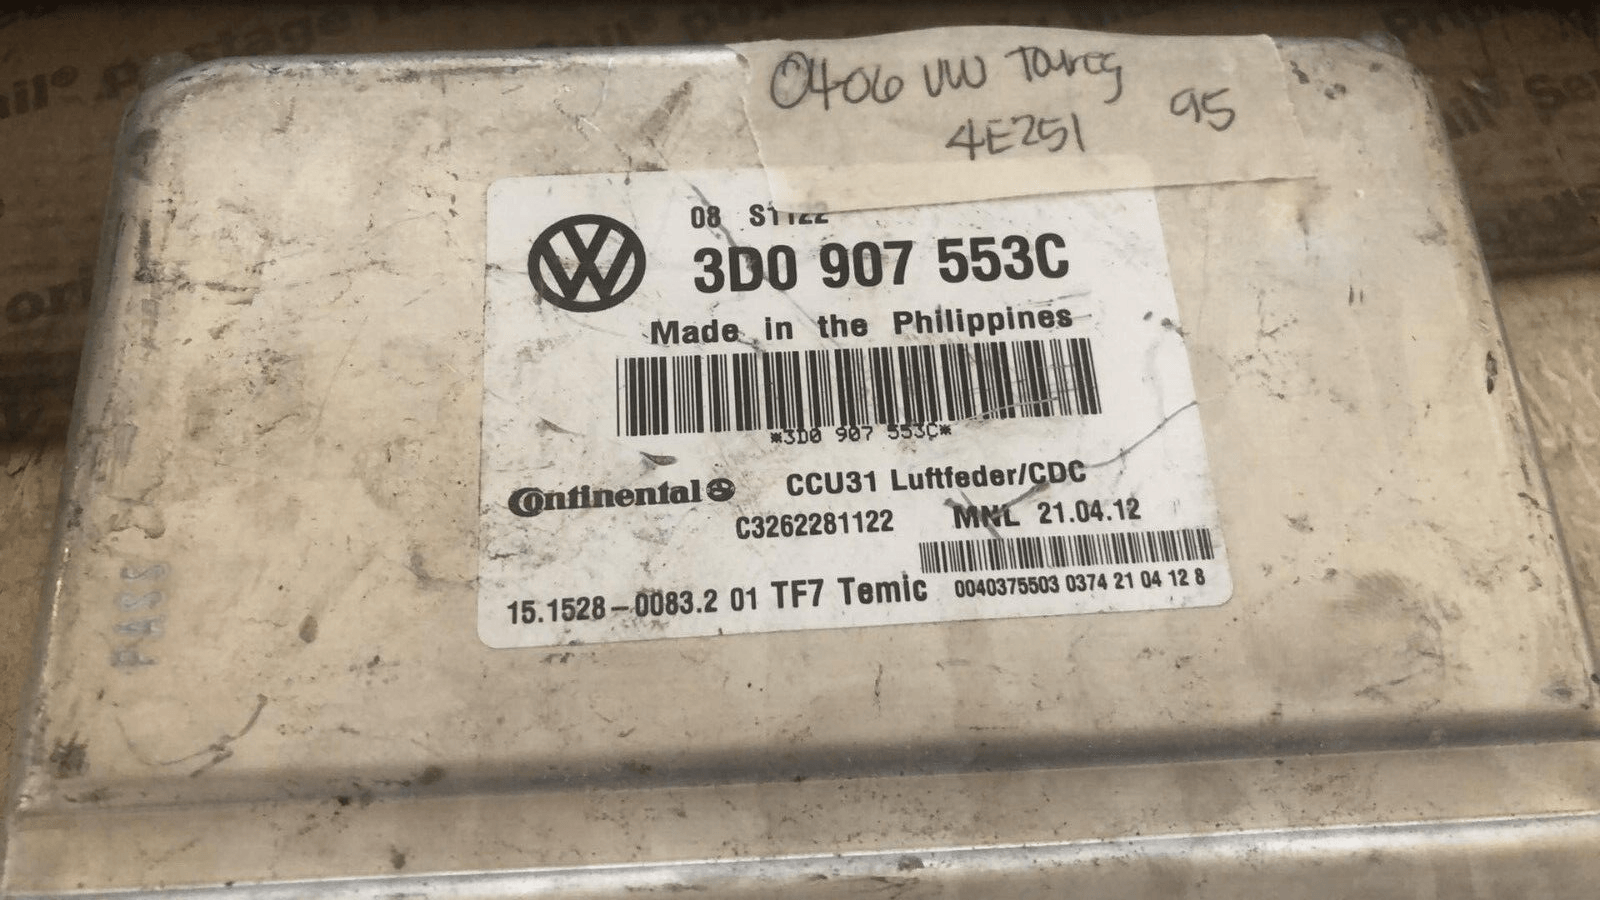 0406 VW Toureg
4E251
95
08 S1122
3D0 907 553C
Made in the Philippines
*3D0 907 553C*
Continental CCU31 Luftfeder/CDC
C3262281122 MNL 21.04.12
15.1528-0083.2 01 TF7 Temic 0040375503 0374 21 04 12 8
PASS